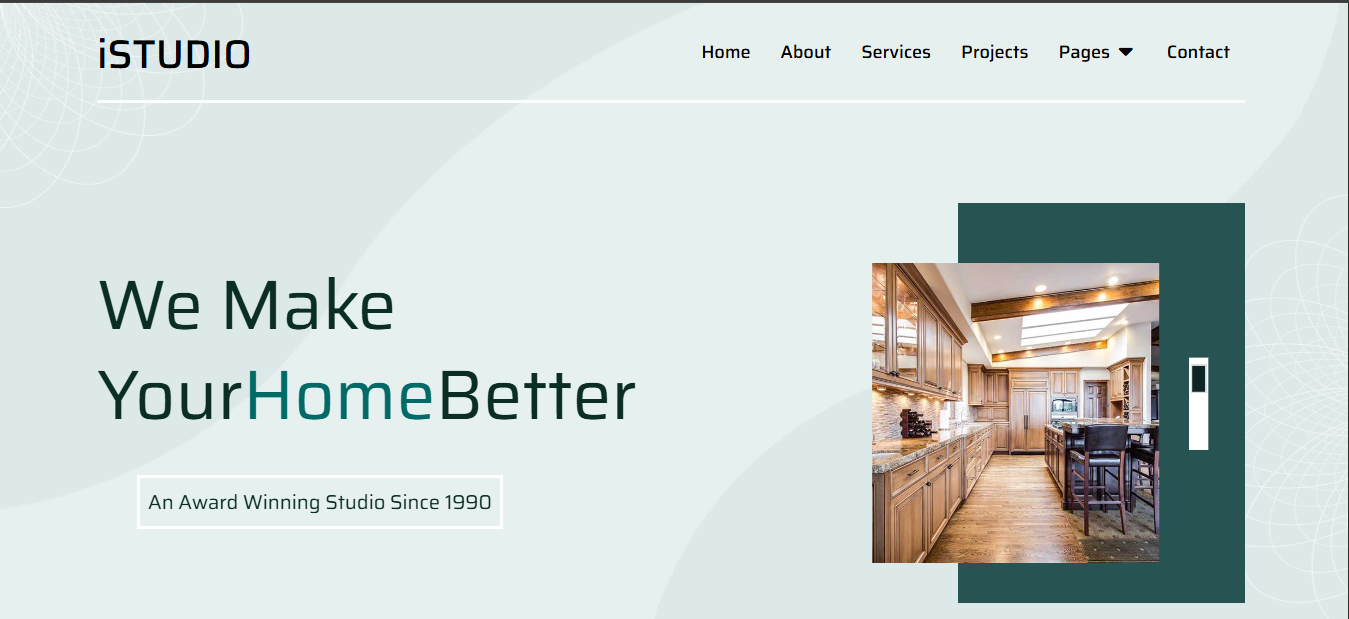 iSTUDIO
Home About Services Projects Pages Contact
We Make
YourHomeBetter
An Award Winning Studio Since 1990